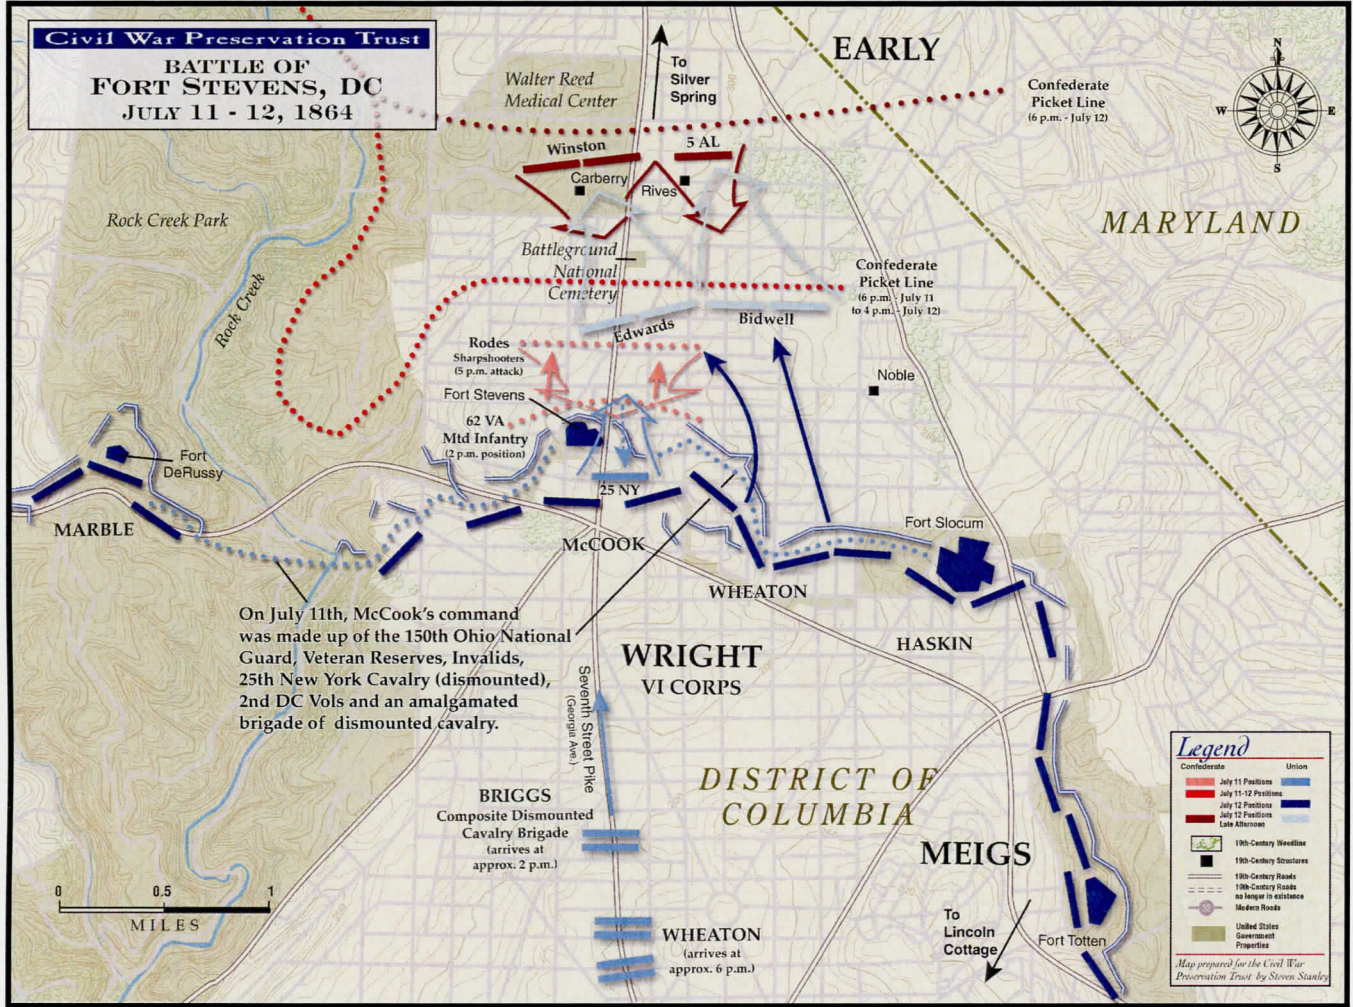 Civil War Preservation Trust
BATTLE OF
FORT STEVENS, DC
JULY 11 - 12, 1864
Walter Reed
Medical Center
To
Silver
Spring
EARLY
Confederate
Picket Line
(6 p.m. - July 12)
N
W
E
S
Winston
5 AL
Carberry
Rives
Rock Creek Park
MARYLAND
Battleground
National
Cemetery
Rock Creek
Confederate
Picket Line
(6 p.m. - July 11
to 4 p.m. - July 12)
Edwards
Bidwell
Rodes
Sharpshooters
(5 p.m. attack)
Noble
Fort Stevens
62 VA
Mtd Infantry
(2 p.m. position)
Fort
DeRussy
25 NY
MARBLE
McCOOK
Fort Slocum
WHEATON
HASKIN
On July 11th, McCook's command
was made up of the 150th Ohio National
Guard, Veteran Reserves, Invalids,
25th New York Cavalry (dismounted),
2nd DC Vols and an amalgamated
brigade of dismounted cavalry.
WRIGHT
VI CORPS
Seventh Street Pike
(Georgia Ave.)
DISTRICT OF
COLUMBIA
BRIGGS
Composite Dismounted
Cavalry Brigade
(arrives at
approx. 2 p.m.)
MEIGS
0 0.5 1
MILES
WHEATON
(arrives at
approx. 6 p.m.)
To
Lincoln
Cottage
Fort Totten
Legend
Confederate Union
July 11 Positions
July 11-12 Positions
July 12 Positions
July 12 Positions
Late Afternoon
19th-Century Woodline
19th-Century Structures
19th-Century Roads
19th-Century Roads
no longer in existence
Modern Roads
United States
Government
Properties
Map prepared for the Civil War
Preservation Trust by Steven Stanley